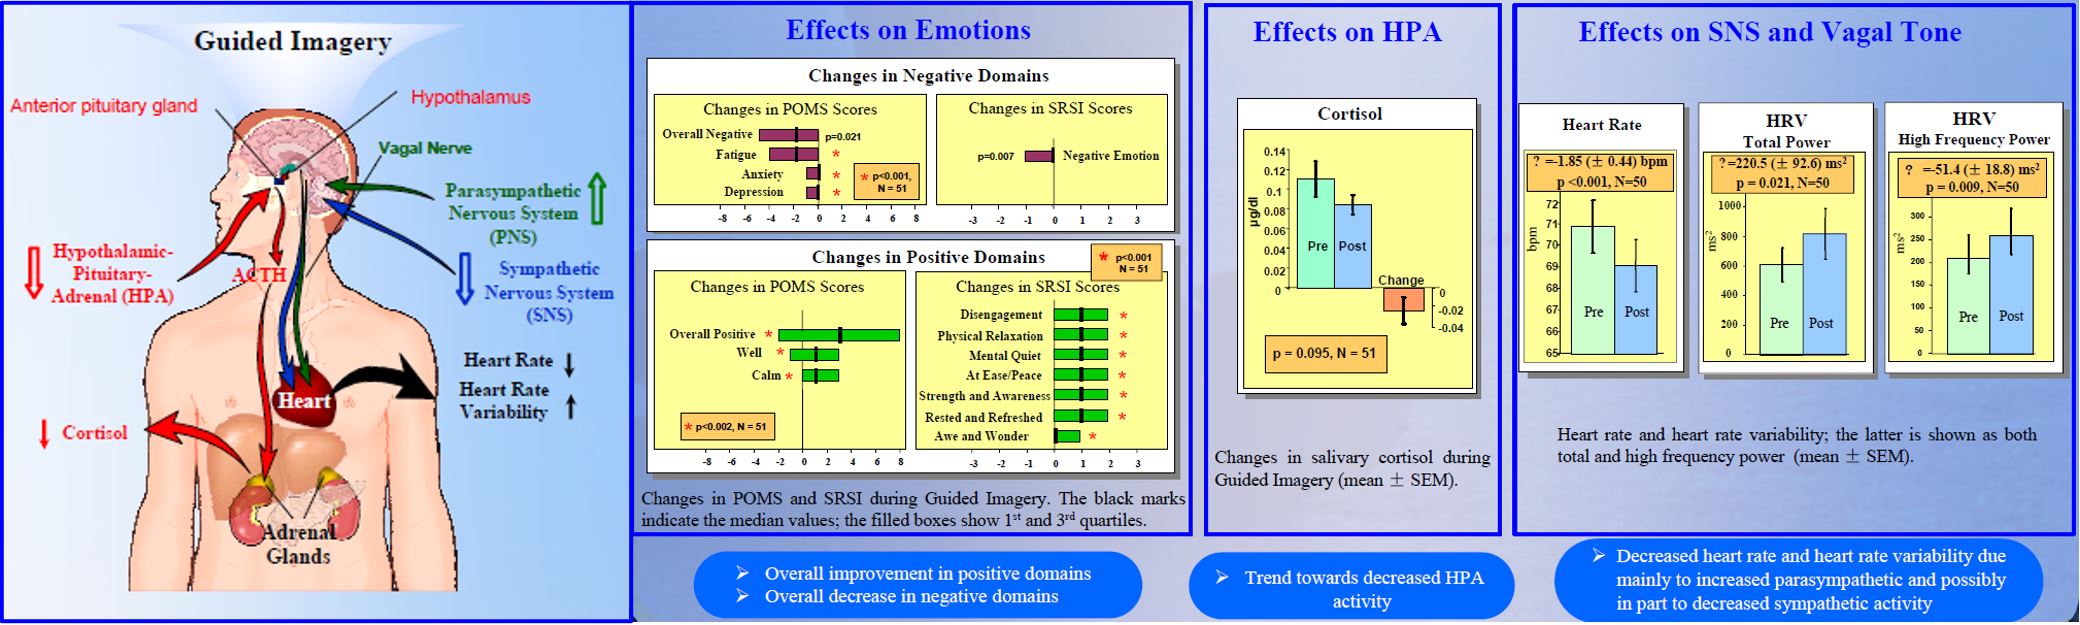 Guided Imagery
Anterior pituitary gland
Hypothalamus
Vagal Nerve
Parasympathetic
Nervous System
(PNS)
Hypothalamic-
Pituitary-
Adrenal (HPA)
ACTH
Sympathetic
Nervous System
(SNS)
Heart Rate
Heart Rate
Variability
Heart
Cortisol
Adrenal
Glands
Effects on Emotions
Changes in Negative Domains
Changes in POMS Scores
Overall Negative
p=0.021
Fatigue *
Anxiety *
Depression *
* p<0.001,
N = 51
-8 -6 -4 -2 0 2 4 6 8
Changes in SRSI Scores
p=0.007 Negative Emotion
-3 -2 -1 0 1 2 3
Changes in Positive Domains
* p<0.001
N = 51
Changes in POMS Scores
Overall Positive *
Well *
Calm *
* p<0.002, N = 51
-8 -6 -4 -2 0 2 4 6 8
Changes in SRSI Scores
Disengagement *
Physical Relaxation *
Mental Quiet *
At Ease/Peace *
Strength and Awareness *
Rested and Refreshed *
Awe and Wonder *
-3 -2 -1 0 1 2 3
Changes in POMS and SRSI during Guided Imagery. The black marks
indicate the median values; the filled boxes show 1st and 3rd quartiles.
➢ Overall improvement in positive domains
➢ Overall decrease in negative domains
Effects on HPA
Cortisol
0.14
0.12
0.1
0.08
0.06
0.04
0.02
0
µg/dl
Pre
Post
Change
0
-0.02
-0.04
p = 0.095, N = 51
Changes in salivary cortisol during
Guided Imagery (mean ± SEM).
➢ Trend towards decreased HPA
activity
Effects on SNS and Vagal Tone
Heart Rate
? =-1.85 (± 0.44) bpm
p <0.001, N=50
72
71
70
69
68
67
66
65
bpm
Pre
Post
HRV
Total Power
?=220.5 (± 92.6) ms2
p = 0.021, N=50
1000
800
600
400
200
0
ms2
Pre
Post
HRV
High Frequency Power
? =-51.4 (± 18.8) ms2
p = 0.009, N=50
300
250
200
150
100
50
0
ms2
Pre
Post
Heart rate and heart rate variability; the latter is shown as both
total and high frequency power (mean ± SEM).
➢ Decreased heart rate and heart rate variability due
mainly to increased parasympathetic and possibly
in part to decreased sympathetic activity